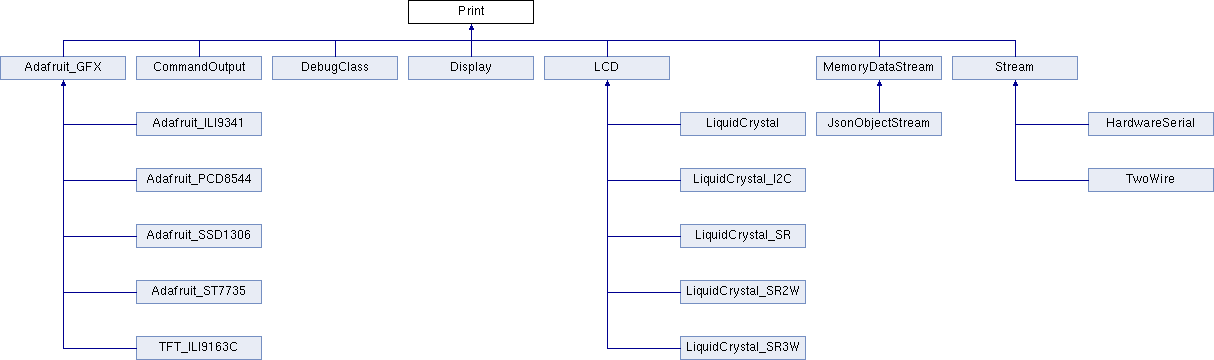 Print
Adafruit_GFX
CommandOutput
DebugClass
Display
LCD
MemoryDataStream
Stream
Adafruit_ILI9341
LiquidCrystal
JsonObjectStream
HardwareSerial
Adafruit_PCD8544
LiquidCrystal_I2C
TwoWire
Adafruit_SSD1306
LiquidCrystal_SR
Adafruit_ST7735
LiquidCrystal_SR2W
TFT_ILI9163C
LiquidCrystal_SR3W